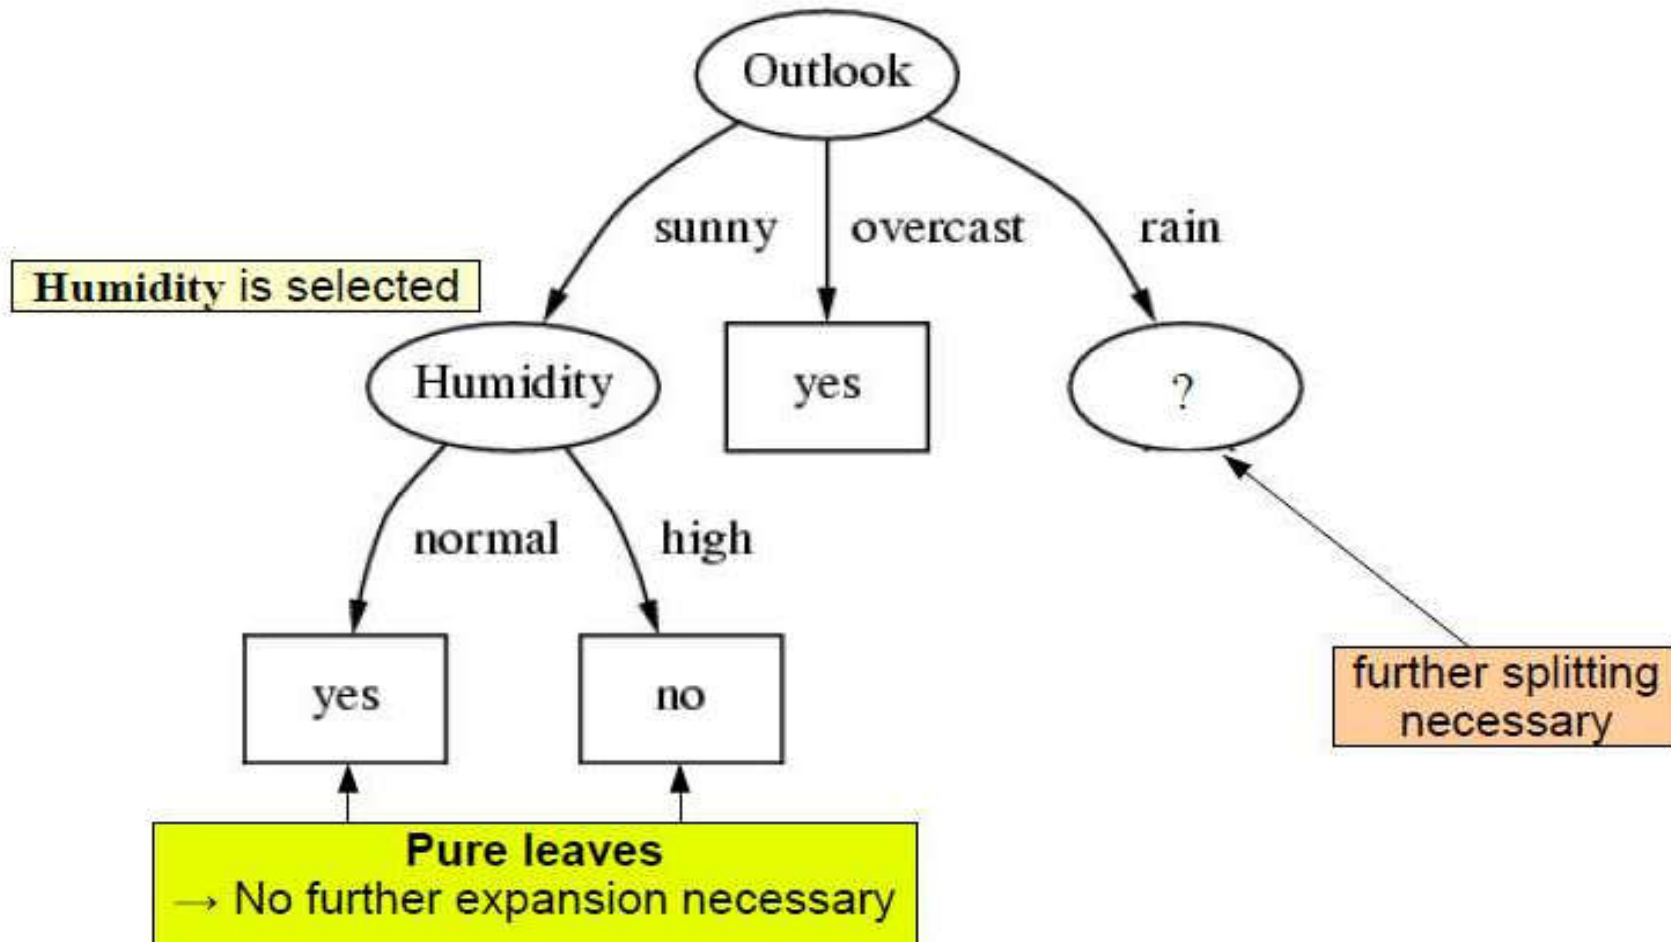 Outlook
sunny
overcast
rain
Humidity is selected
Humidity
yes
?
normal
high
yes
no
further splitting
necessary
Pure leaves
→ No further expansion necessary